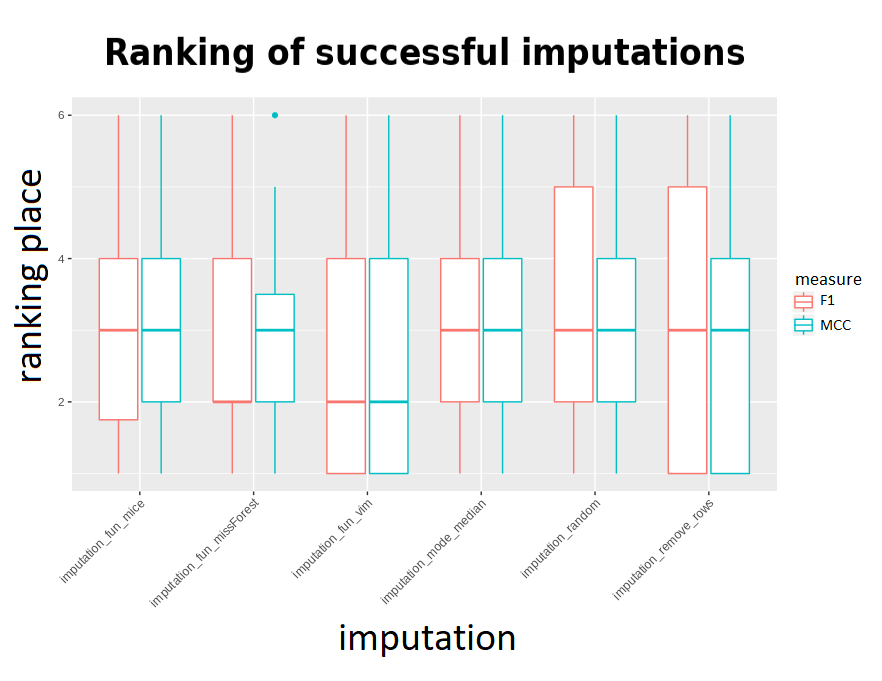 Ranking of successful imputations
ranking place
6
4
2
imputation_fun_mice
imputation_fun_missForest
imputation_fun_vim
imputation_mode_median
imputation_random
imputation_remove_rows
imputation
measure
F1
MCC